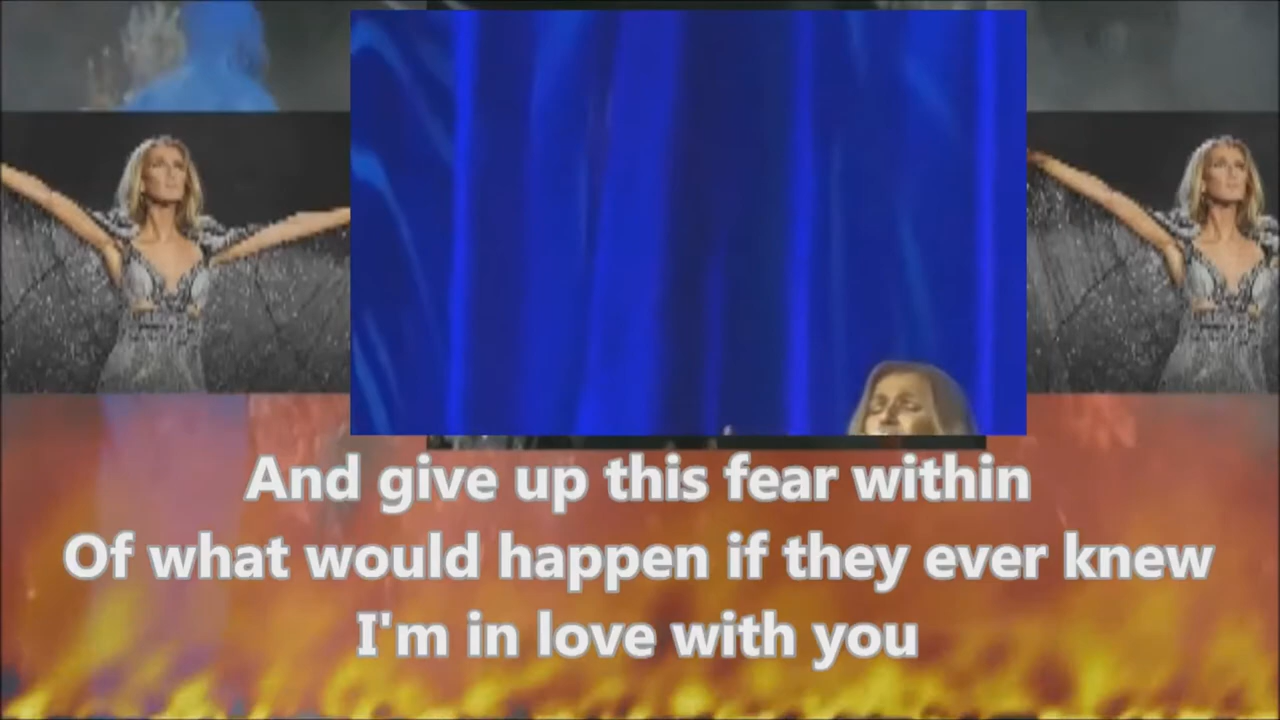 And give up this fear within
Of what would happen if they ever knew
I'm in love with you